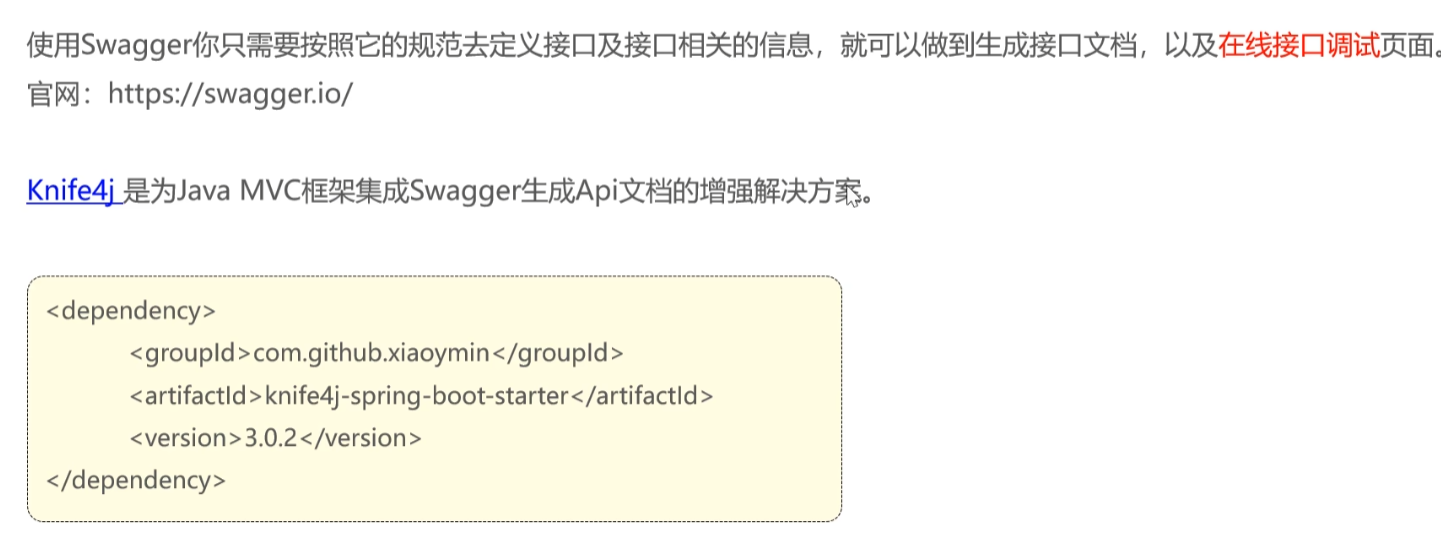 使用Swagger你只需要按照它的规范去定义接口及接口相关的信息，就可以做到生成接口文档，以及在线接口调试页面。
官网：https://swagger.io/
Knife4j 是为Java MVC框架集成Swagger生成Api文档的增强解决方案。
<dependency>
<groupId>com.github.xiaoymin</groupId>
<artifactId>knife4j-spring-boot-starter</artifactId>
<version>3.0.2</version>
</dependency>